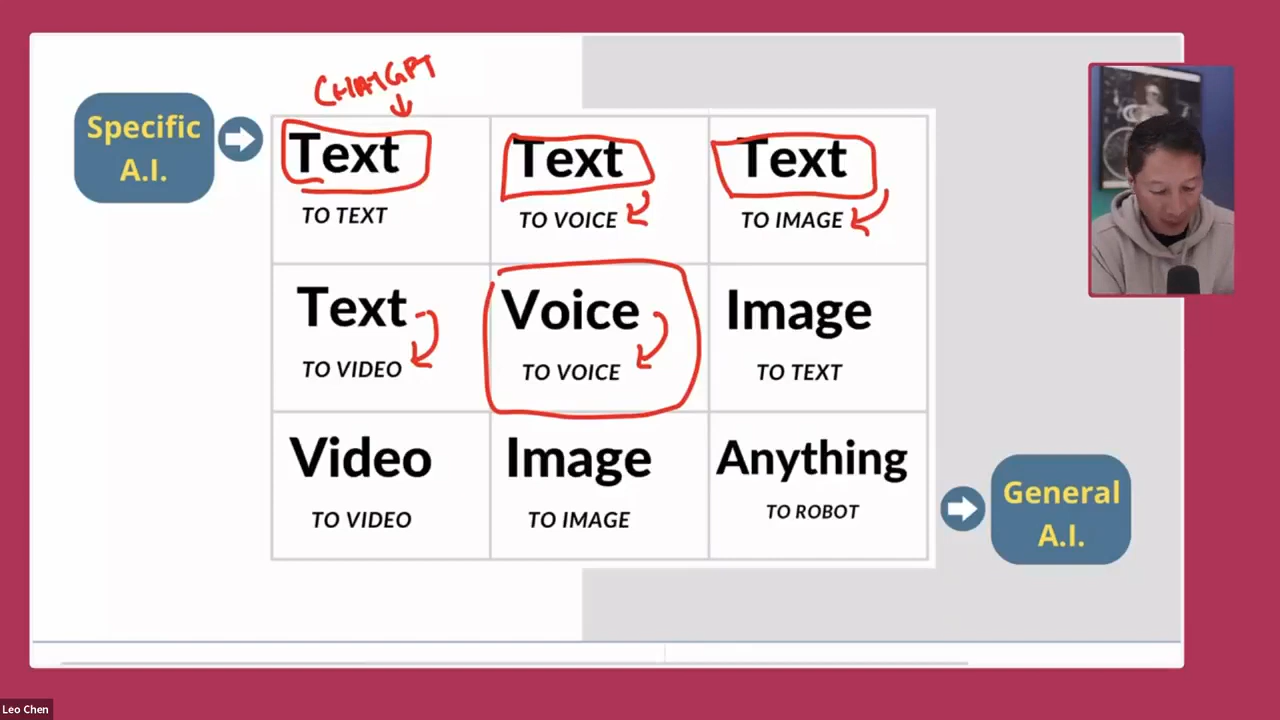 CHATGPT
Specific
A.I.
Text
TO TEXT
Text
TO VOICE
Text
TO IMAGE
Text
TO VIDEO
Voice
TO VOICE
Image
TO TEXT
Video
TO VIDEO
Image
TO IMAGE
Anything
TO ROBOT
General
A.I.
Leo Chen